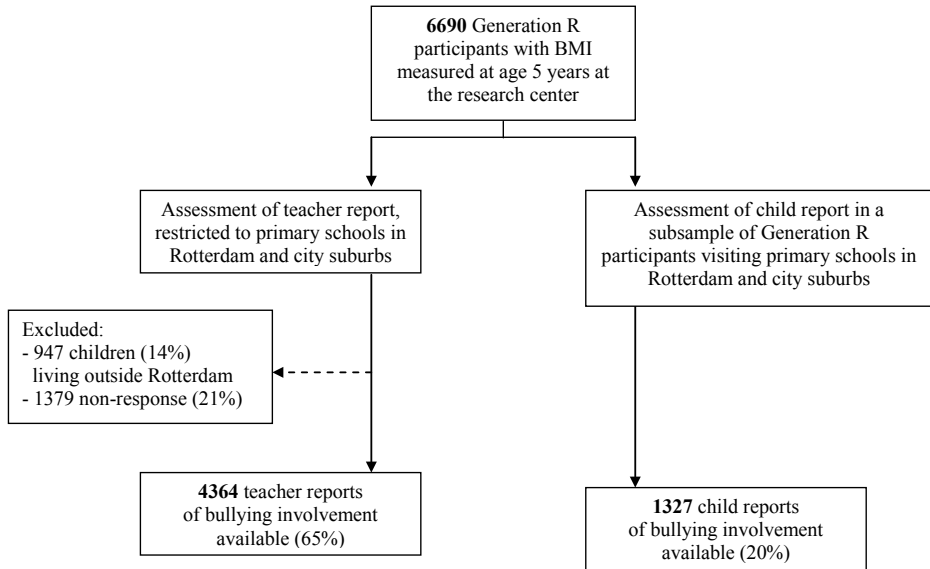 6690 Generation R
participants with BMI
measured at age 5 years at
the research center
Assessment of teacher report,
restricted to primary schools in
Rotterdam and city suburbs
Assessment of child report in a
subsample of Generation R
participants visiting primary schools in
Rotterdam and city suburbs
Excluded:
- 947 children (14%)
living outside Rotterdam
- 1379 non-response (21%)
4364 teacher reports
of bullying involvement
available (65%)
1327 child reports
of bullying involvement
available (20%)